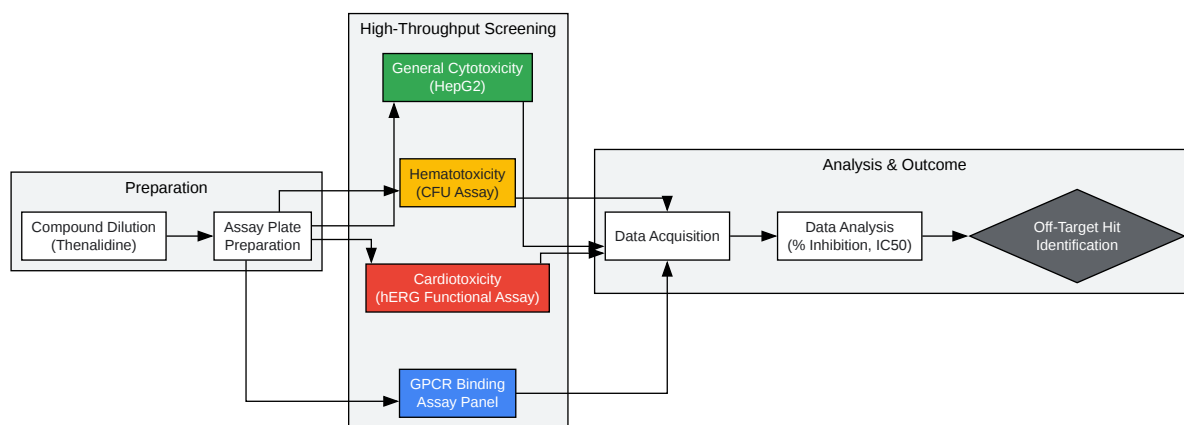 High-Throughput Screening
General Cytotoxicity
(HepG2)
Hematotoxicity
(CFU Assay)
Cardiotoxicity
(hERG Functional Assay)
GPCR Binding
Assay Panel
Preparation
Compound Dilution
(Thenalidine)
Assay Plate
Preparation
Analysis & Outcome
Data Acquisition
Data Analysis
(% Inhibition, IC50)
Off-Target Hit
Identification